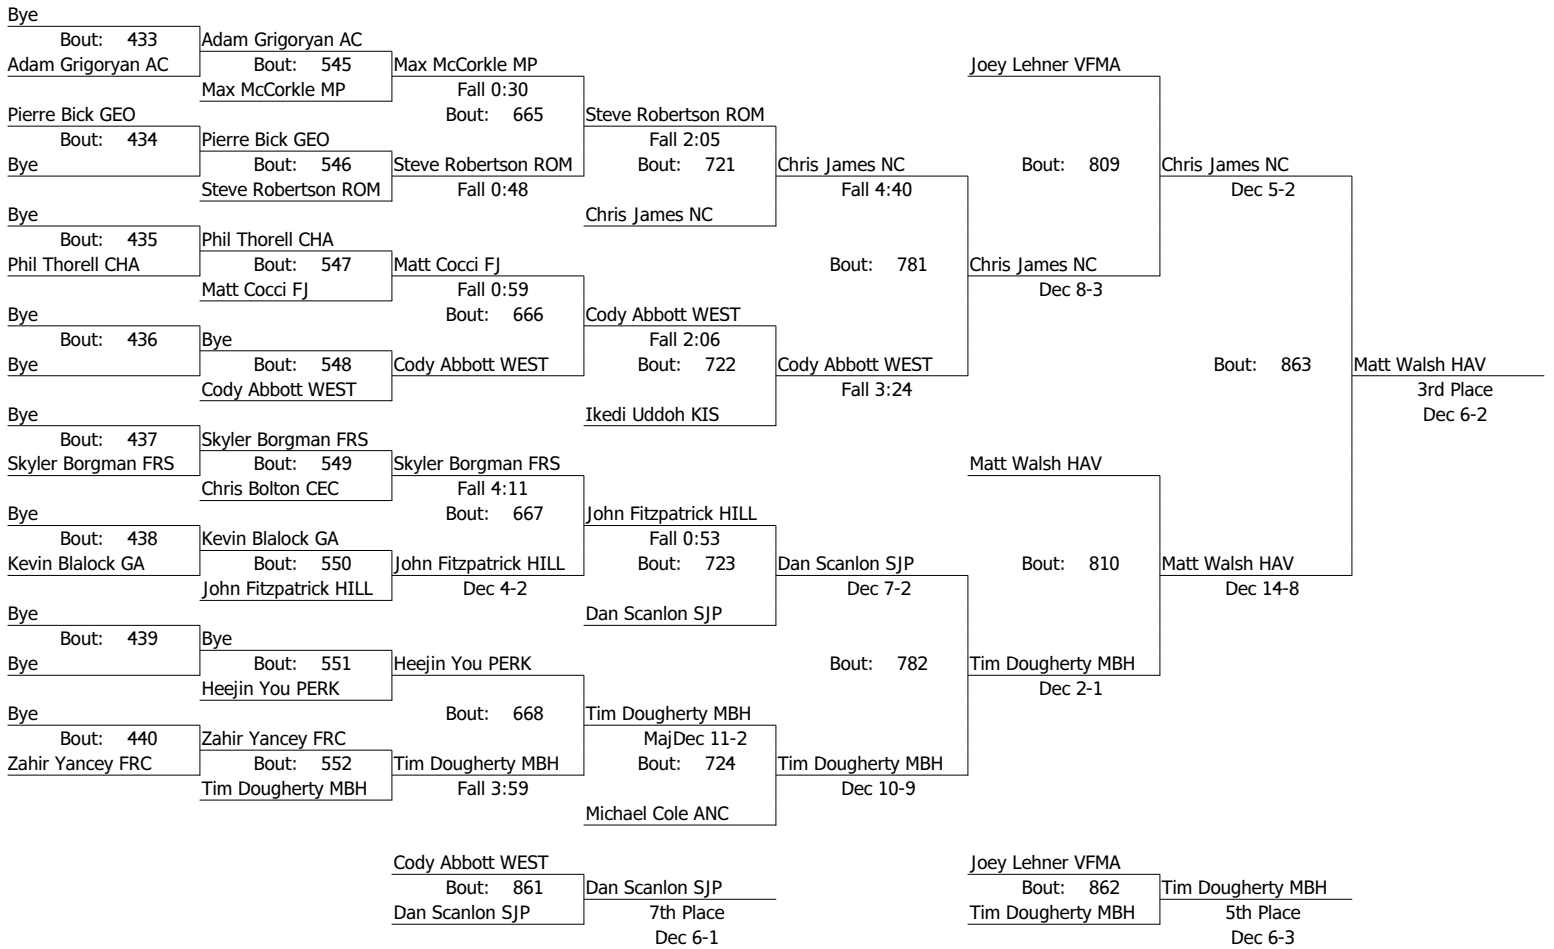 Bye
Bout: 433 Adam Grigoryan AC
Adam Grigoryan AC Bout: 545 Max McCorkle MP Joey Lehner VFMA
Max McCorkle MP Fall 0:30
Pierre Bick GEO Bout: 665 Steve Robertson ROM
Bout: 434 Pierre Bick GEO Fall 2:05
Bye Bout: 546 Steve Robertson ROM Bout: 721 Chris James NC Bout: 809 Chris James NC
Steve Robertson ROM Fall 0:48 Fall 4:40 Dec 5-2
Bye Chris James NC
Bout: 435 Phil Thorell CHA
Phil Thorell CHA Bout: 547 Matt Cocci FJ Bout: 781 Chris James NC
Matt Cocci FJ Fall 0:59 Dec 8-3
Bye Bout: 666 Cody Abbott WEST
Bout: 436 Bye Fall 2:06
Bye Bout: 548 Cody Abbott WEST Bout: 722 Cody Abbott WEST Bout: 863 Matt Walsh HAV
Cody Abbott WEST Fall 3:24 3rd Place
Bye Ikedi Uddoh KIS Dec 6-2
Bout: 437 Skyler Borgman FRS
Skyler Borgman FRS Bout: 549 Skyler Borgman FRS Matt Walsh HAV
Chris Bolton CEC Fall 4:11
Bye Bout: 667 John Fitzpatrick HILL
Bout: 438 Kevin Blalock GA Fall 0:53
Kevin Blalock GA Bout: 550 John Fitzpatrick HILL Bout: 723 Dan Scanlon SJP Bout: 810 Matt Walsh HAV
John Fitzpatrick HILL Dec 4-2 Dec 7-2 Dec 14-8
Bye Dan Scanlon SJP
Bout: 439 Bye
Bye Bout: 551 Heejin You PERK Bout: 782 Tim Dougherty MBH
Heejin You PERK Dec 2-1
Bye Bout: 668 Tim Dougherty MBH
Bout: 440 Zahir Yancey FRC MajDec 11-2
Zahir Yancey FRC Bout: 552 Tim Dougherty MBH Bout: 724 Tim Dougherty MBH
Tim Dougherty MBH Fall 3:59 Dec 10-9
Michael Cole ANC
Cody Abbott WEST Joey Lehner VFMA
Bout: 861 Dan Scanlon SJP Bout: 862 Tim Dougherty MBH
Dan Scanlon SJP 7th Place Tim Dougherty MBH 5th Place
Dec 6-1 Dec 6-3